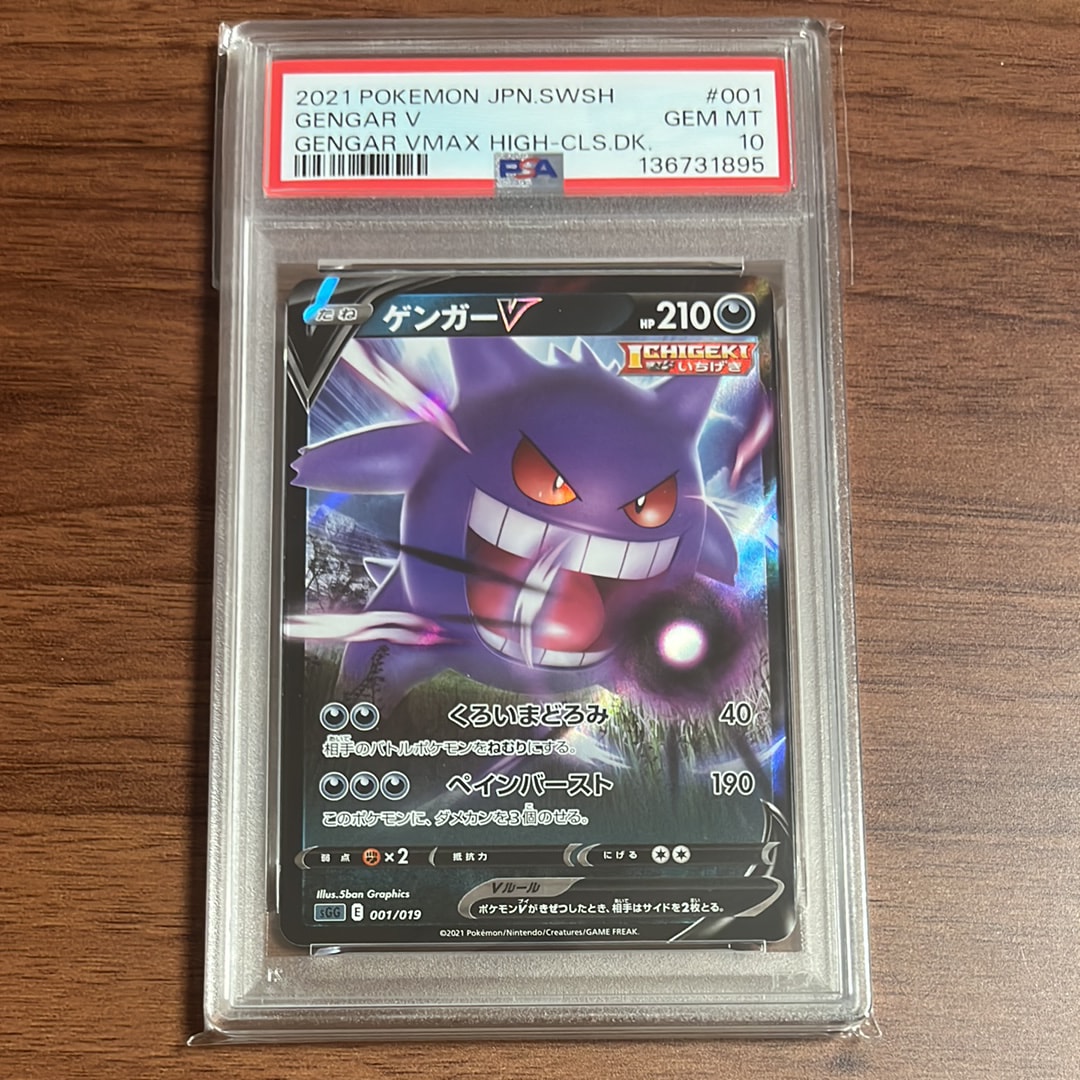 2021 POKEMON JPN.SWSH #001
GENGAR V GEM MT
GENGAR VMAX HIGH-CLS.DK. 10
PSA 136731895
たね ゲンガーV HP 210
ICHIGEKI
いちげき
くろいまどろみ 40
相手のバトルポケモンをねむりにする。
ペインバースト 190
このポケモンに、ダメカンを3個のせる。
弱点 ×2 抵抗力 にげる
Illus.5ban Graphics
Vルール
ポケモンVがきぜつしたとき、相手はサイドを2枚とる。
sGG E 001/019
©2021 Pokémon/Nintendo/Creatures/GAME FREAK.